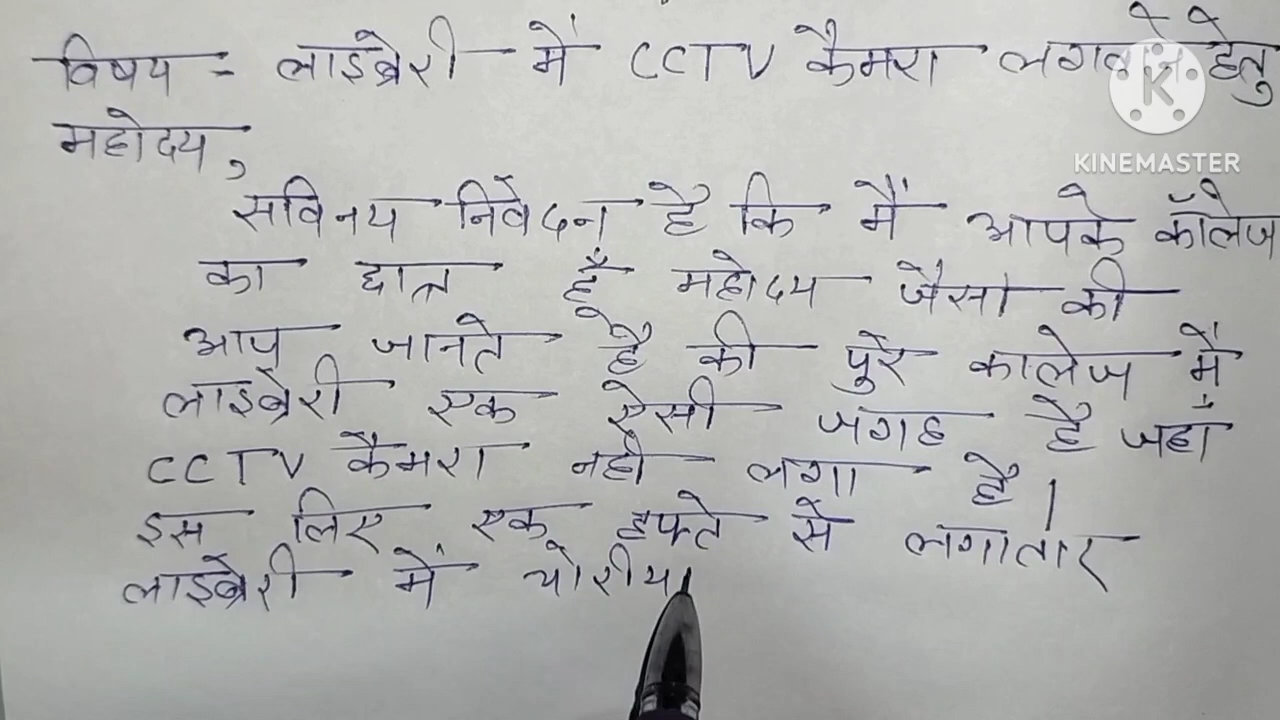 विषय - लाइब्रेरी में CCTV कैमरा लगवाने हेतु
K
KINEMASTER
महोदय,
सविनय निवेदन है कि मैं आपके कॉलेज
का छात्र हूँ महोदय जैसा की
आप जानते है की पुरे कालेज में
लाइब्रेरी एक ऐसी जगह है जहां
CCTV कैमरा नही लगा है।
इस लिए एक हफ्ते से लगातार
लाइब्रेरी में चोरीया